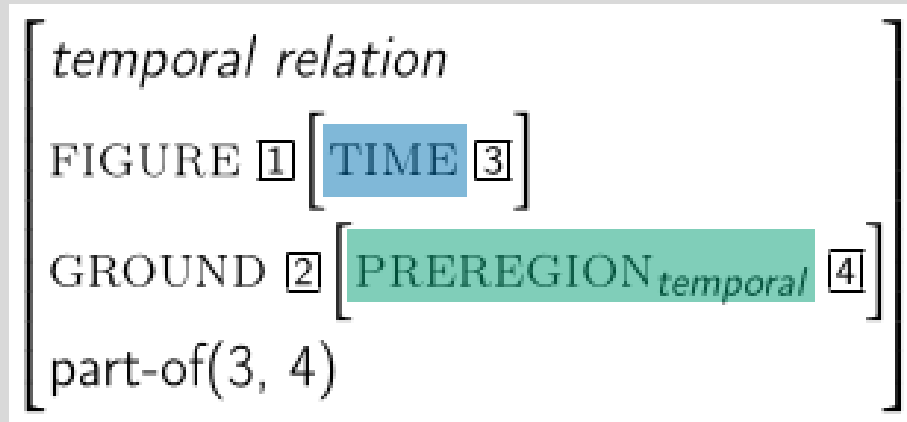 temporal relation
FIGURE 1 [TIME 3]
GROUND 2 [PREREGION temporal 4]
part-of(3, 4)